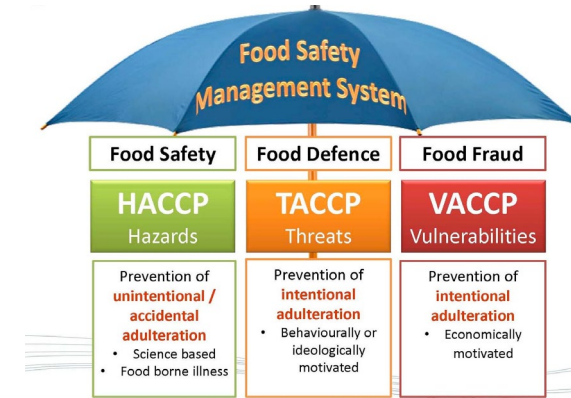 Food Safety
Management System
Food Safety
Food Defence
Food Fraud
HACCP
Hazards
TACCP
Threats
VACCP
Vulnerabilities
Prevention of
unintentional /
accidental
adulteration
• Science based
• Food borne illness
Prevention of
intentional
adulteration
• Behaviourally or
ideologically
motivated
Prevention of
intentional
adulteration
• Economically
motivated